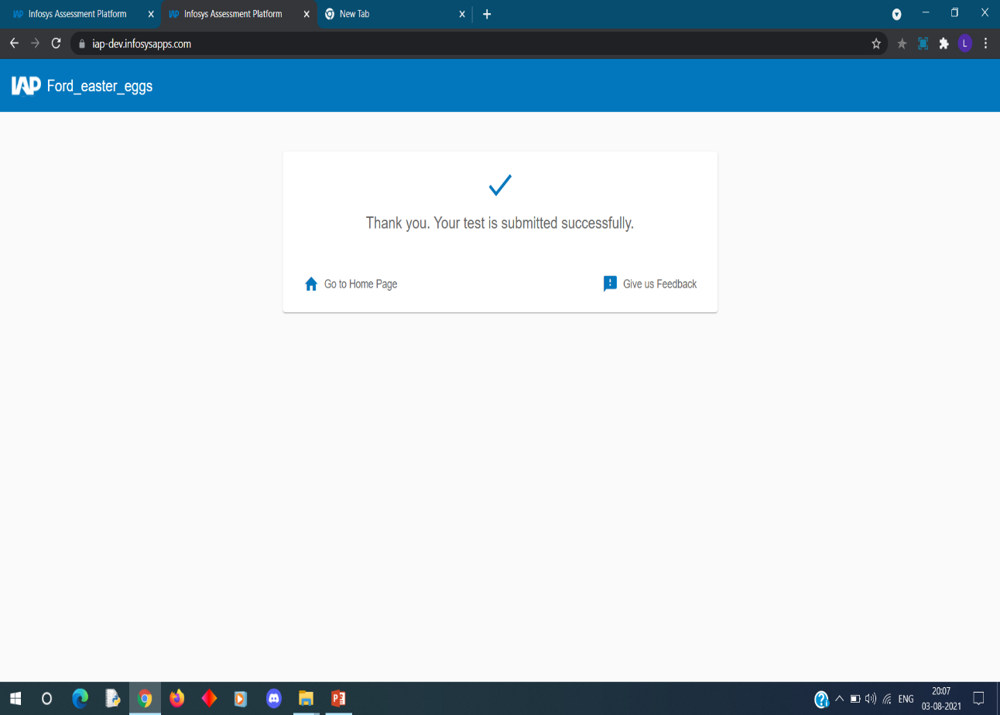 Infosys Assessment Platform
Infosys Assessment Platform
New Tab
iap-dev.infosysapps.com
L
IAP Ford_easter_eggs
Thank you. Your test is submitted successfully.
Go to Home Page
Give us Feedback
ENG
20:07
03-08-2021